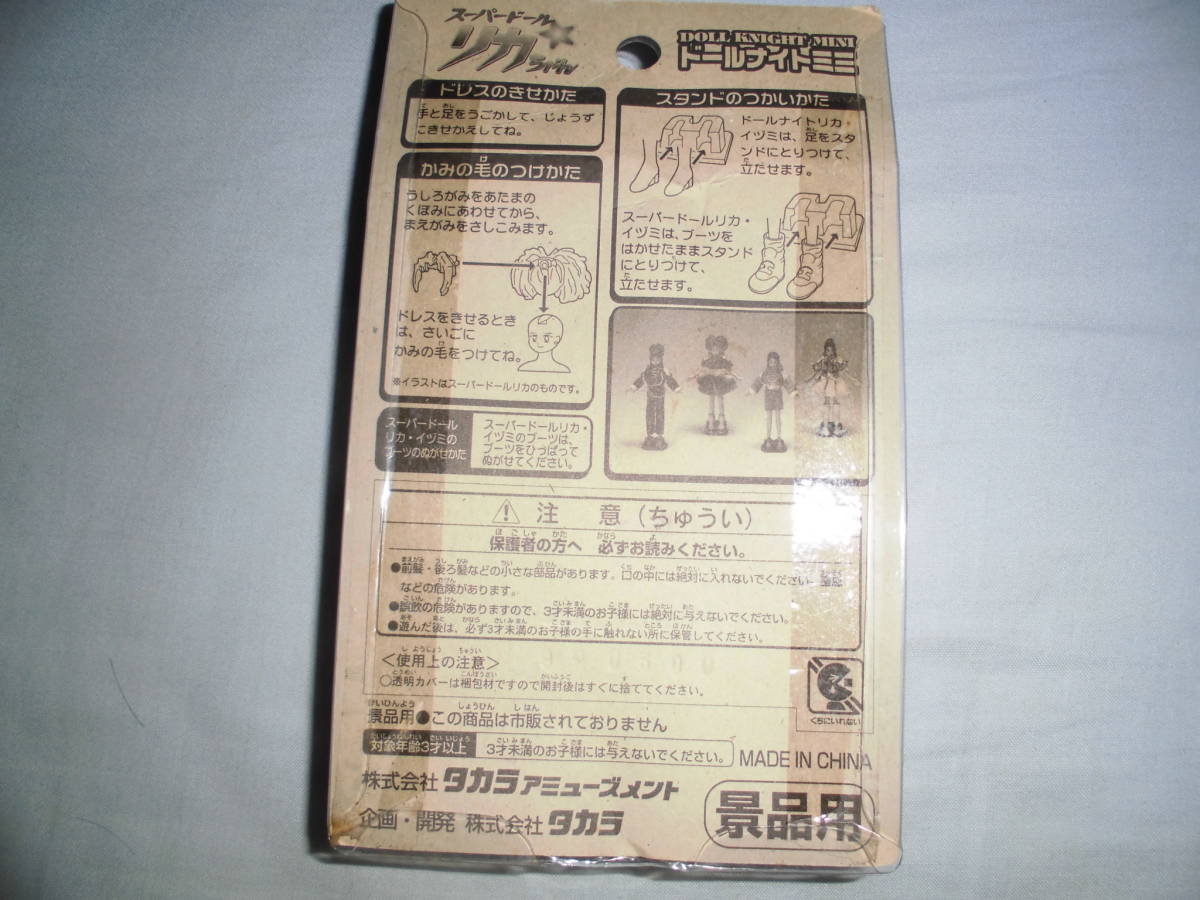 スーパードール
リカちゃん
DOLL KNIGHT MINI
ドールナイトミニ
ドレスのきせかた
手と足をうごかして、じょうず
にきせかえしてね。
かみの毛のつけかた
うしろがみをあたまの
くぼみにあわせてから、
まえがみをさしこみます。
ドレスをきせるとき
は、さいごに
かみの毛をつけてね。
※イラストはスーパードールリカのものです。
スーパードール
リカ・イヅミの
ブーツのぬがせかた
スーパードールリカ・
イヅミのブーツは、
ブーツをひっぱって
ぬがせてください。
スタンドのつかいかた
ドールナイトリカ・
イヅミは、足をスタ
ンドにとりつけて、
立たせます。
スーパードールリカ・
イヅミは、ブーツを
はかせたままスタンド
にとりつけて、
立たせます。
注 意(ちゅうい)
保護者の方へ 必ずお読みください。
●前髪・後ろ髪などの小さな部品があります。口の中には絶対に入れないでください。窒息
などの危険があります。
●誤飲の危険がありますので、3才未満のお子様には絶対に与えないでください。
●遊んだ後は、必ず3才未満のお子様の手に触れない所に保管してください。
<使用上の注意>
○透明カバーは梱包材ですので開封後はすぐに捨ててください。
くちにいれない
景品用●この商品は市販されておりません
対象年齢3才以上 3才未満のお子様には与えないでください。
MADE IN CHINA
株式会社 タカラアミューズメント
企画・開発 株式会社 タカラ
景品用